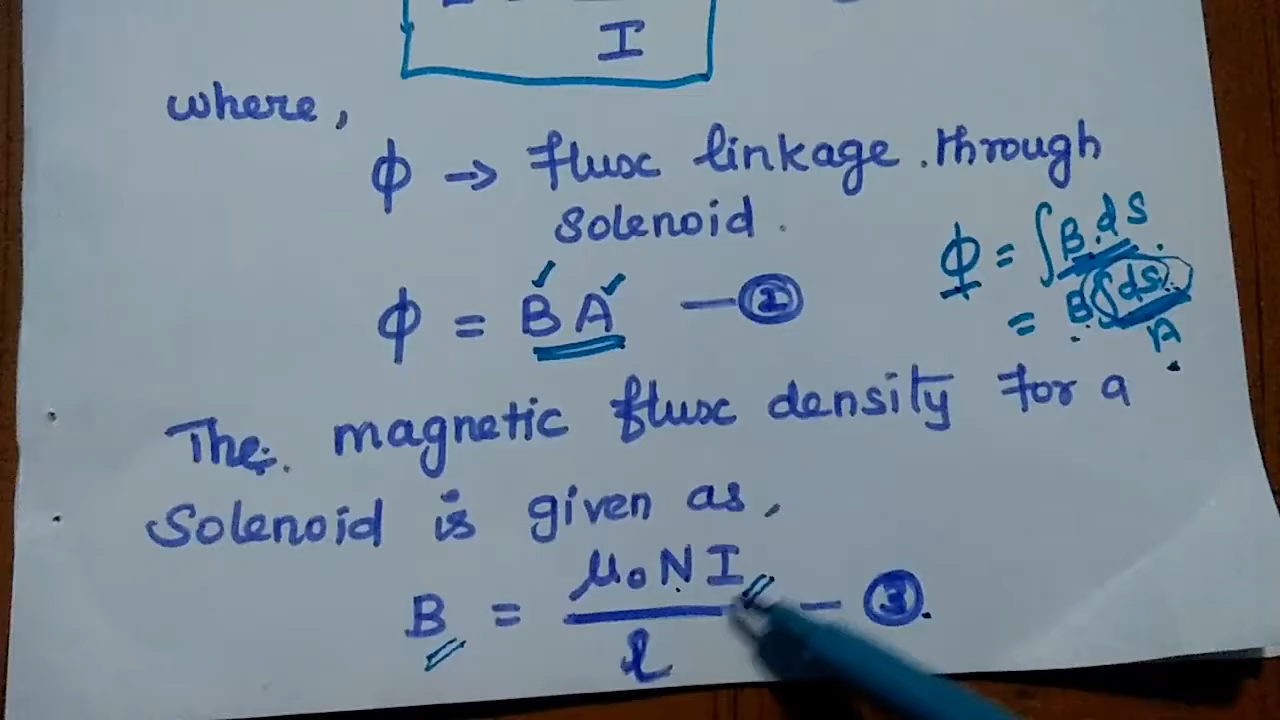 I
where,
ϕ → Flux linkage through
solenoid.
ϕ = ∫B.ds.
ϕ = BA — ②
= B∫ds.
A
The magnetic flux density for a
Solenoid is given as,
B = μ₀NI / l — ③.